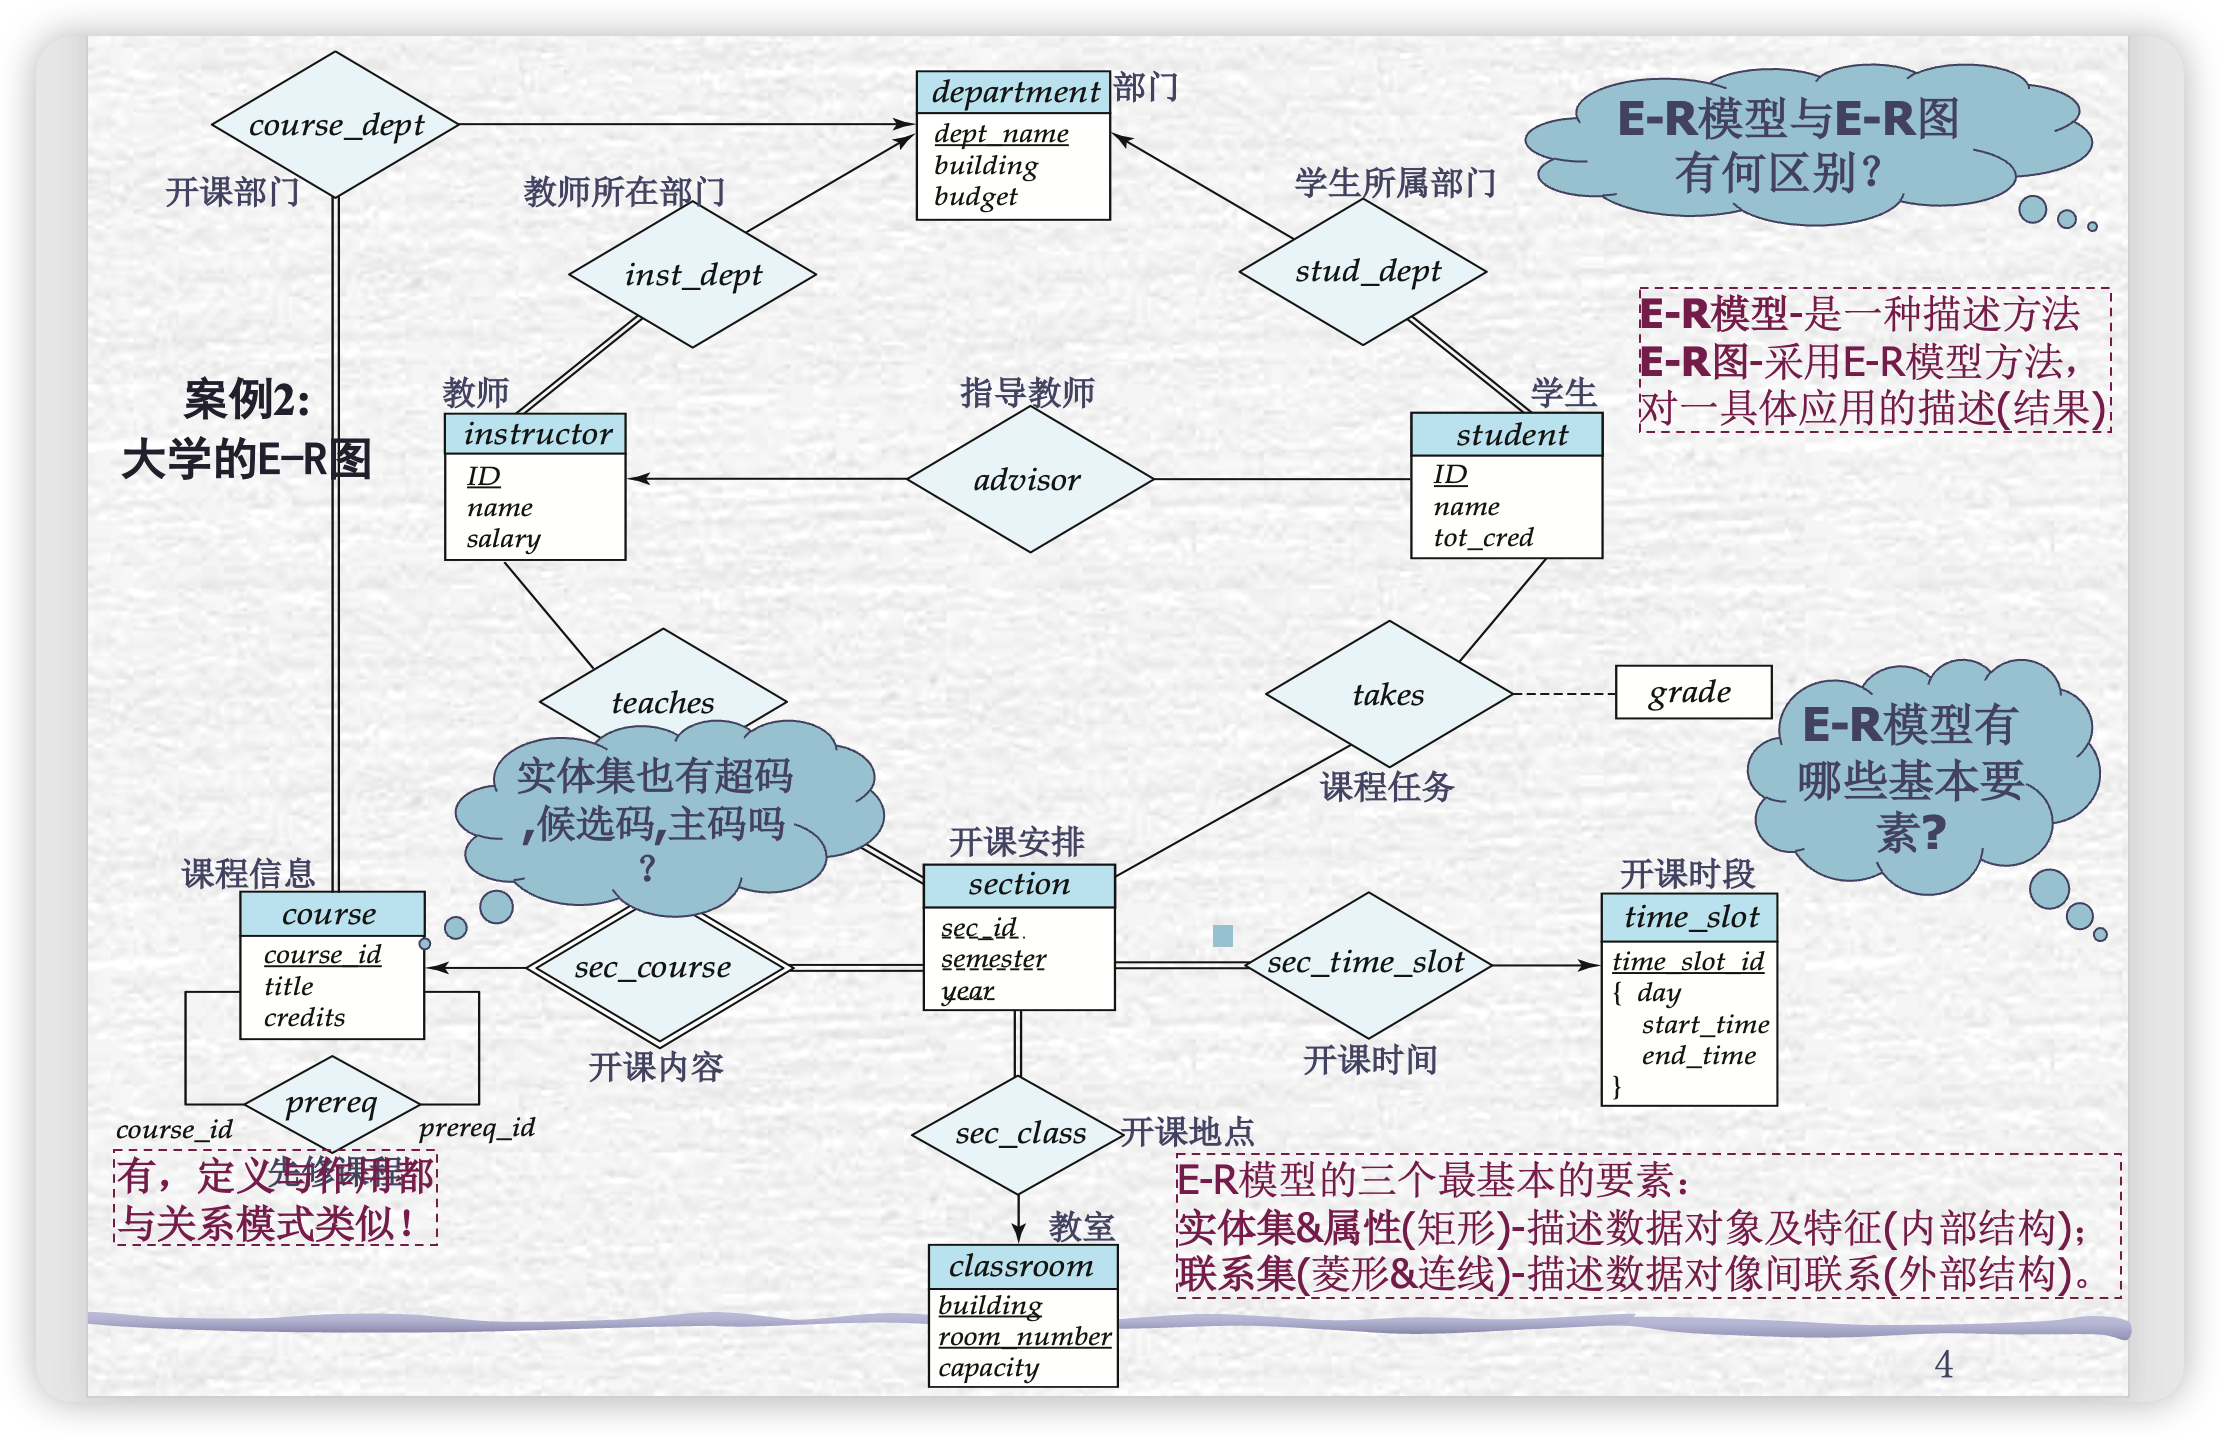 course_dept
开课部门
department
部门
dept_name
building
budget
E-R模型与E-R图
有何区别？
教师所在部门
inst_dept
学生所属部门
stud_dept
E-R模型-是一种描述方法
E-R图-采用E-R模型方法，
对一具体应用的描述(结果)
案例2:
大学的E-R图
教师
instructor
ID
name
salary
指导教师
advisor
学生
student
ID
name
tot_cred
teaches
takes
课程任务
grade
E-R模型有
哪些基本要
素?
实体集也有超码
,候选码,主码吗
？
课程信息
course
course_id
title
credits
sec_course
开课内容
开课安排
section
sec_id
semester
year
sec_time_slot
开课时间
开课时段
time_slot
time_slot_id
{ day
start_time
end_time
}
prereq
course_id
prereq_id
先修课程
有，定义与作用都
与关系模式类似！
sec_class
开课地点
教室
classroom
building
room_number
capacity
E-R模型的三个最基本的要素：
实体集&属性(矩形)-描述数据对象及特征(内部结构)；
联系集(菱形&连线)-描述数据对像间联系(外部结构)。
4